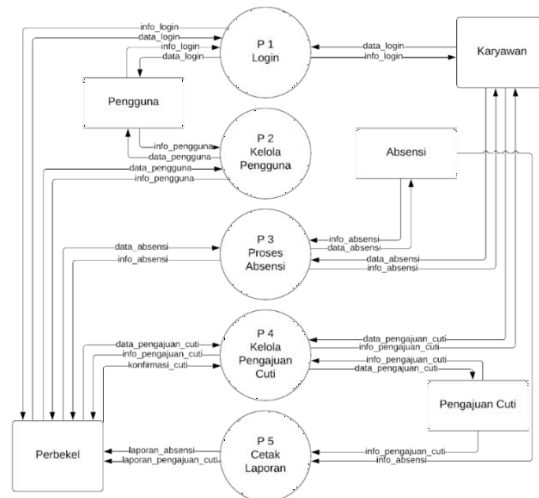 info_login
data_login
info_login
data_login
P 1
Login
data_login
info_login
Karyawan
Pengguna
info_pengguna
data_pengguna
data_pengguna
info_pengguna
P 2
Kelola
Pengguna
Absensi
data_absensi
info_absensi
P 3
Proses
Absensi
info_absensi
data_absensi
data_absensi
info_absensi
data_pengajuan_cuti
info_pengajuan_cuti
konfirmasi_cuti
P 4
Kelola
Pengajuan
Cuti
data_pengajuan_cuti
info_pengajuan_cuti
info_pengajuan_cuti
data_pengajuan_cuti
Pengajuan Cuti
Perbekel
laporan_absensi
laporan_pengajuan_cuti
P 5
Cetak
Laporan
info_pengajuan_cuti
info_absensi